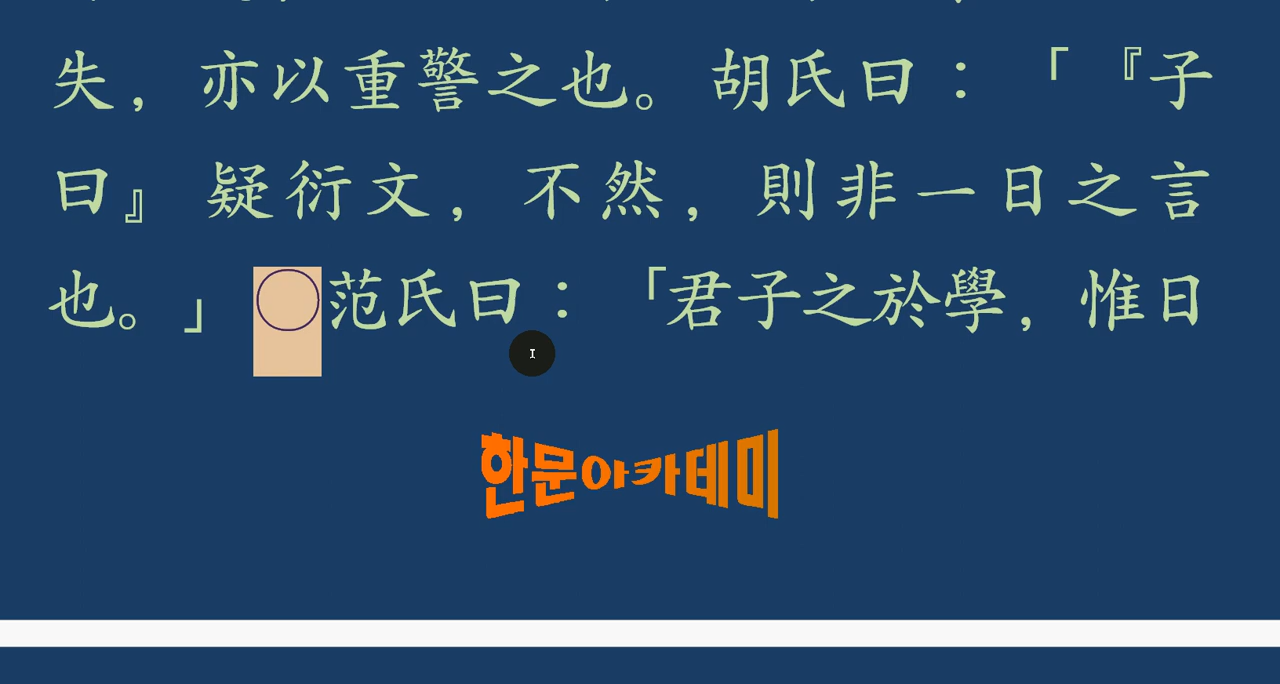 失，亦以重警之也。胡氏曰：「『子
曰』疑衍文，不然，則非一日之言
也。」○范氏曰：「君子之於學，惟日
한문아카데미